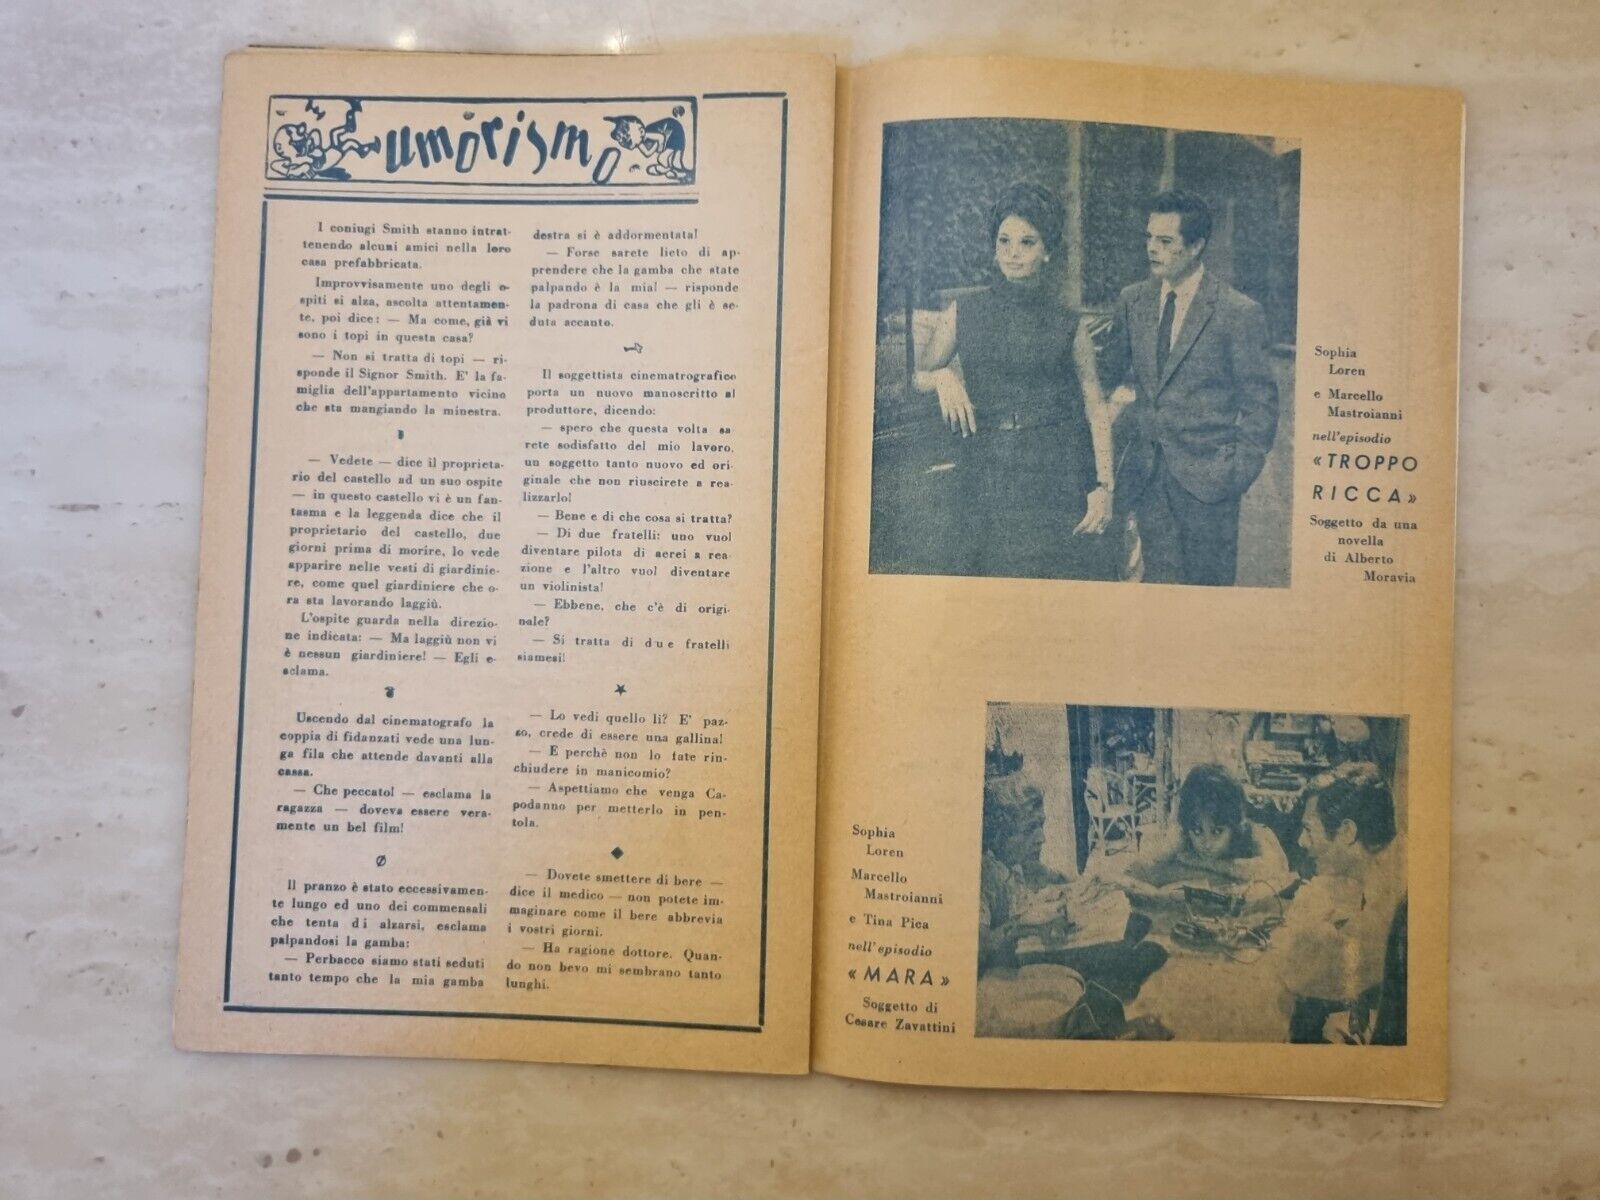 umorismo
I coniugi Smith stanno intrat-
tenendo alcuni amici nella loro
casa prefabbricata.
Improvvisamente uno degli o-
spiti si alza, ascolta attentamen-
te, poi dice: — Ma come, già vi
sono i topi in questa casa?
— Non si tratta di topi — ri-
sponde il Signor Smith. E' la fa-
miglia dell'appartamento vicino
che sta mangiando la minestra.
— Vedete — dice il proprieta-
rio del castello ad un suo ospite
— in questo castello vi è un fan-
tasma e la leggenda dice che il
proprietario del castello, due
giorni prima di morire, lo vede
apparire nelle vesti di giardinie-
re, come quel giardiniere che o-
ra sta lavorando laggiù.
L'ospite guarda nella direzio-
ne indicata: — Ma laggiù non vi
è nessun giardiniere! — Egli e-
sclama.
Uscendo dal cinematografo la
coppia di fidanzati vede una lun-
ga fila che attende davanti alla
cassa.
— Che peccato! — esclama la
ragazza — doveva essere vera-
mente un bel film!
Il pranzo è stato eccessivamen-
te lungo ed uno dei commensali
che tenta di alzarsi, esclama
palpandosi la gamba:
— Perbacco siamo stati seduti
tanto tempo che la mia gamba
destra si è addormentata!
— Forse sarete lieto di ap-
prendere che la gamba che state
palpando è la mia! — risponde
la padrona di casa che gli è se-
duta accanto.
Il soggettista cinematrografico
porta un nuovo manoscritto al
produttore, dicendo:
— spero che questa volta sa-
rete sodisfatto del mio lavoro,
un soggetto tanto nuovo ed ori-
ginale che non riuscirete a rea-
lizzarlo!
— Bene e di che cosa si tratta?
— Di due fratelli: uno vuol
diventare pilota di aerei a rea-
zione e l'altro vuol diventare
un violinista!
— Ebbene, che c'è di origi-
nale?
— Si tratta di due fratelli
siamesi!
— Lo vedi quello lì? E' paz-
zo, crede di essere una gallina!
— E perchè non lo fate rin-
chiudere in manicomio?
— Aspettiamo che venga Ca-
podanno per metterlo in pen-
tola.
— Dovete smettere di bere —
dice il medico — non potete im-
maginare come il bere abbrevia
i vostri giorni.
— Ha ragione dottore. Quan-
do non bevo mi sembrano tanto
lunghi.
Sophia
Loren
e Marcello
Mastroianni
nell'episodio
«TROPPO
RICCA»
Soggetto da una
novella
di Alberto
Moravia
Sophia
Loren
Marcello
Mastroianni
e Tina Pica
nell'episodio
«MARA»
Soggetto di
Cesare Zavattini